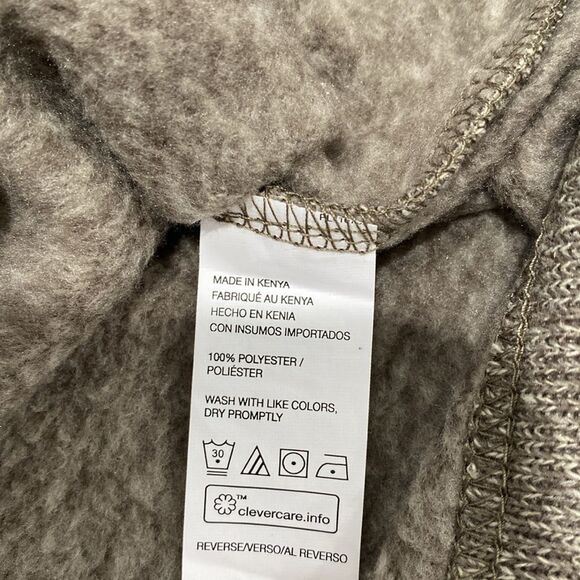 MADE IN KENYA
FABRIQUÉ AU KENYA
HECHO EN KENIA
CON INSUMOS IMPORTADOS
100% POLYESTER /
POLIÉSTER
WASH WITH LIKE COLORS,
DRY PROMPTLY
30
™
clevercare.info
REVERSE/VERSO/AL REVERSO